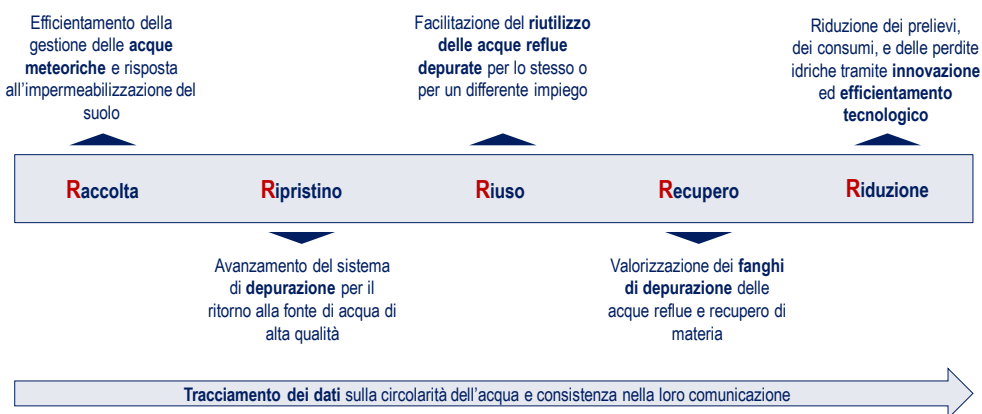 Efficientamento della
gestione delle acque
meteoriche e risposta
all'impermeabilizzazione del
suolo
Facilitazione del riutilizzo
delle acque reflue
depurate per lo stesso o
per un differente impiego
Riduzione dei prelievi,
dei consumi, e delle perdite
idriche tramite innovazione
ed efficientamento
tecnologico
Raccolta
Ripristino
Riuso
Recupero
Riduzione
Avanzamento del sistema
di depurazione per il
ritorno alla fonte di acqua di
alta qualità
Valorizzazione dei fanghi
di depurazione delle
acque reflue e recupero di
materia
Tracciamento dei dati sulla circolarità dell'acqua e consistenza nella loro comunicazione